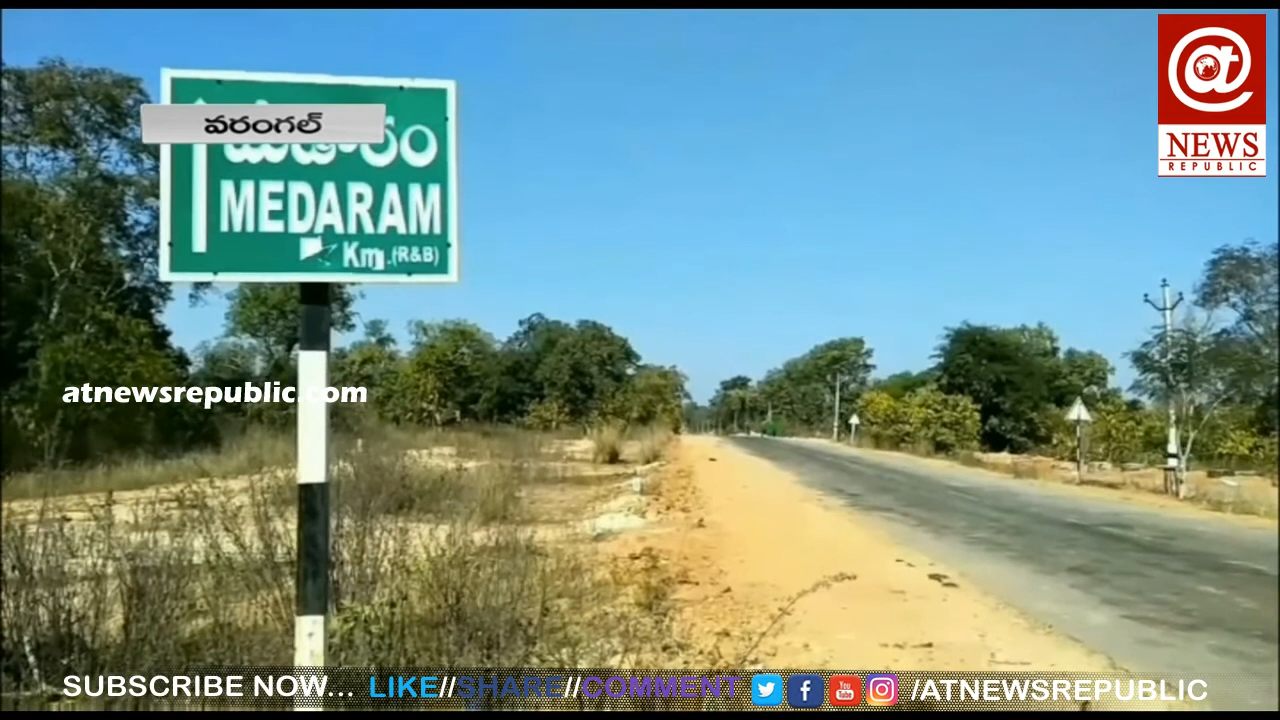 వరంగల్
మేడారం
MEDARAM
Km.(R&B)
@t
NEWS
REPUBLIC
atnewsrepublic.com
SUBSCRIBE NOW... LIKE//SHARE//COMMENT /ATNEWSREPUBLIC